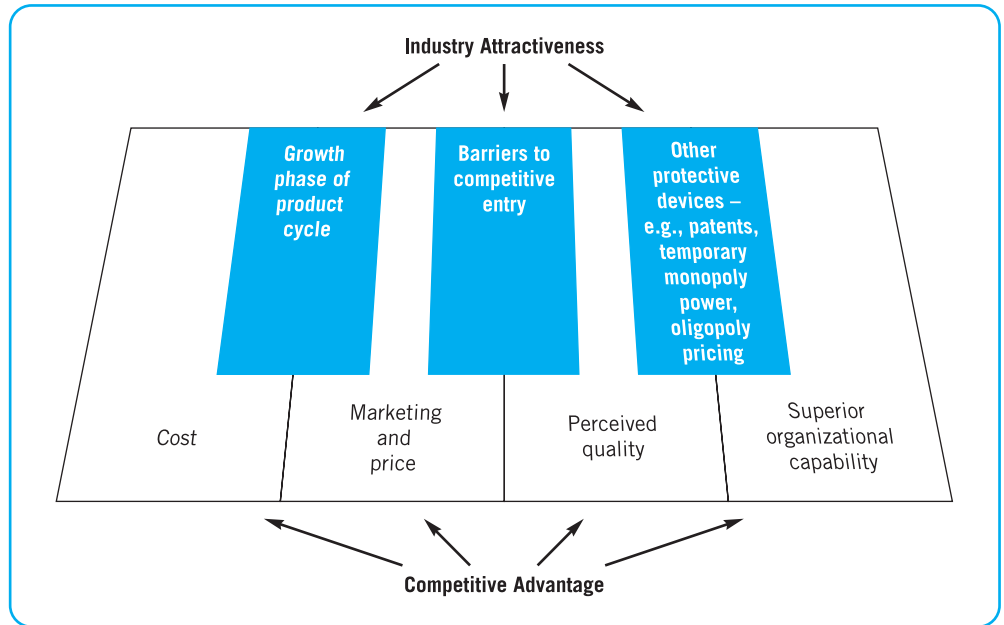 Industry Attractiveness
Growth
phase of
product
cycle
Barriers to
competitive
entry
Other
protective
devices –
e.g., patents,
temporary
monopoly
power,
oligopoly
pricing
Cost
Marketing
and
price
Perceived
quality
Superior
organizational
capability
Competitive Advantage